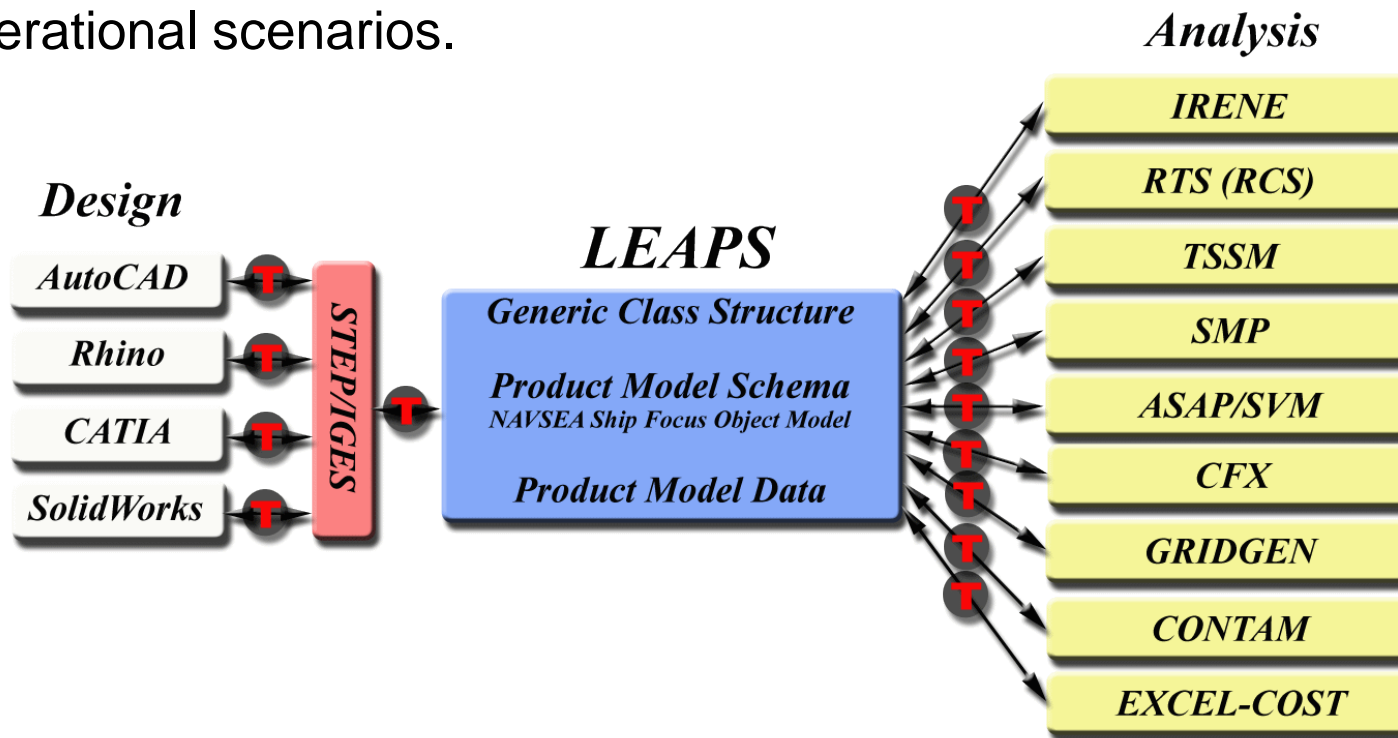 erational scenarios.
Analysis
Design
LEAPS
AutoCAD
Rhino
CATIA
SolidWorks
T
T
T
T
STEP/IGES
T
Generic Class Structure
Product Model Schema
NAVSEA Ship Focus Object Model
Product Model Data
T
T
T
T
T
T
T
T
T
IRENE
RTS (RCS)
TSSM
SMP
ASAP/SVM
CFX
GRIDGEN
CONTAM
EXCEL-COST